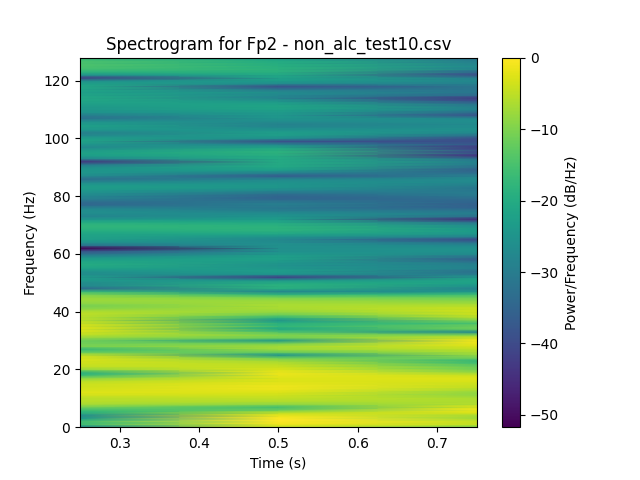 Spectrogram for Fp2 - non_alc_test10.csv
120
100
80
60
40
20
0
Frequency (Hz)
0.3 0.4 0.5 0.6 0.7
Time (s)
0
−10
−20
−30
−40
−50
Power/Frequency (dB/Hz)